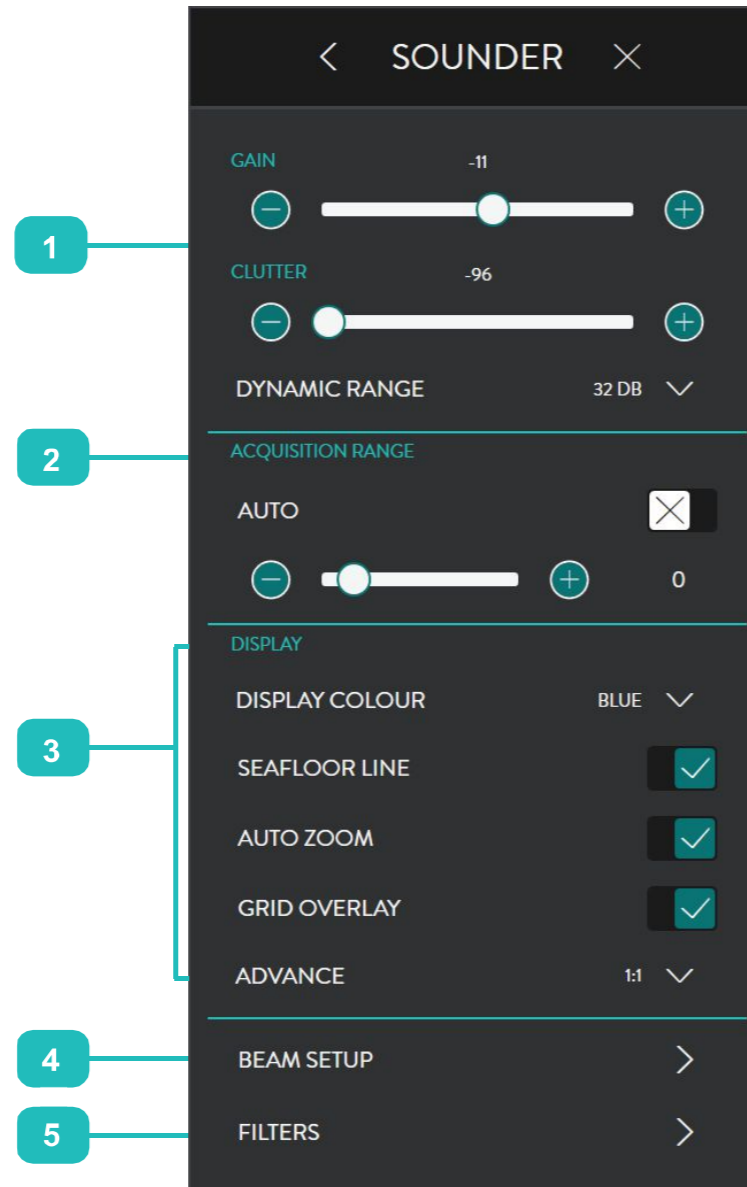 SOUNDER
GAIN -11
1
CLUTTER -96
DYNAMIC RANGE 32 DB
2
ACQUISITION RANGE
AUTO
0
DISPLAY
DISPLAY COLOUR BLUE
3
SEAFLOOR LINE
AUTO ZOOM
GRID OVERLAY
ADVANCE 1:1
4 BEAM SETUP
5 FILTERS